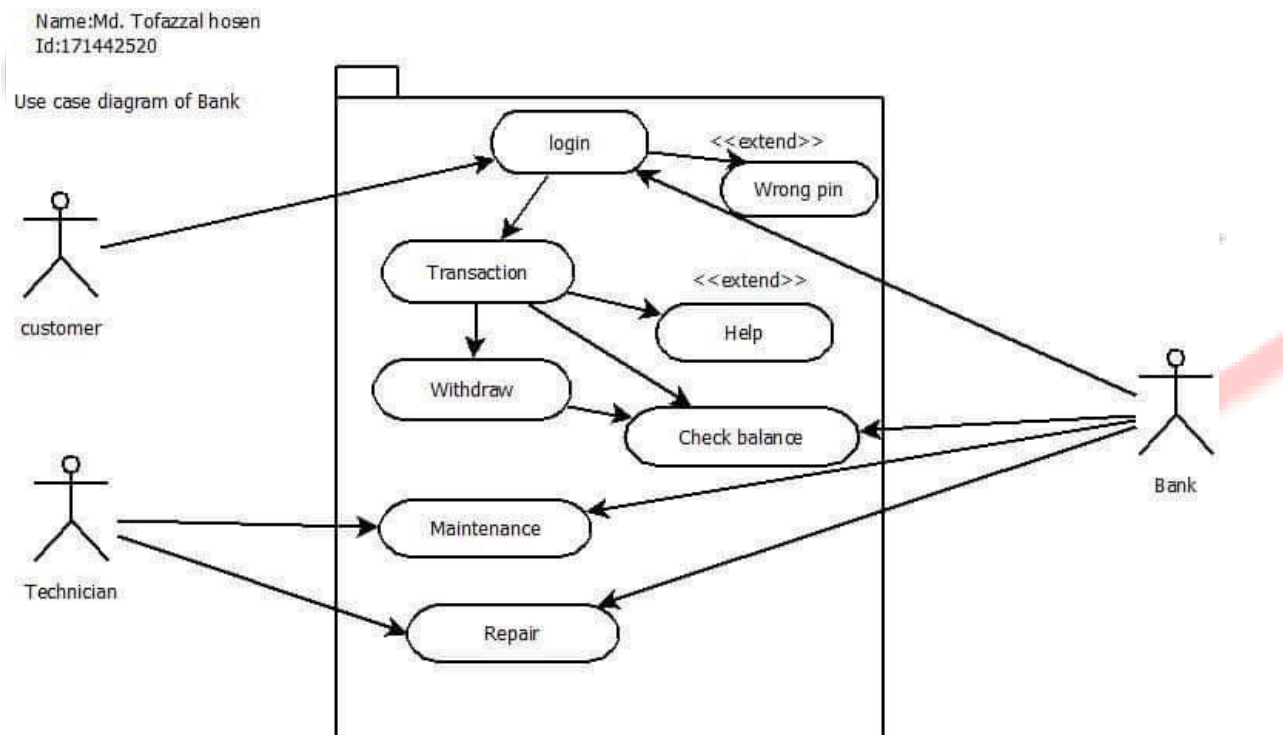 Name:Md. Tofazzal hosen
Id:171442520
Use case diagram of Bank
login
<<extend>>
Wrong pin
Transaction
<<extend>>
customer
Help
Withdraw
Check balance
Bank
Maintenance
Technician
Repair